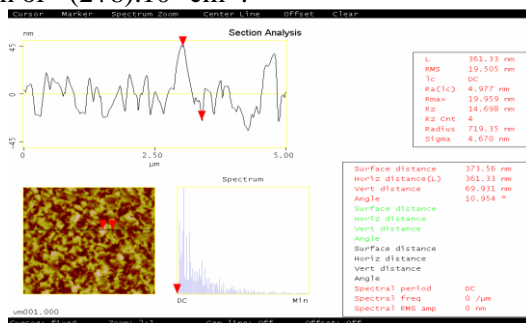 Cursor Marker Spectrum Zoom Center Line Offset Clear
nm
Section Analysis
45
0
-45
0 2.50 5.00
µm
L 361.33 nm
RMS 19.505 nm
lc DC
Ra(lc) 4.977 nm
Rmax 19.959 nm
Rz 14.698 nm
Rz Cnt 4
Radius 719.35 nm
Sigma 4.670 nm
Spectrum
DC Min
Surface distance 373.56 nm
Horiz distance(L) 361.33 nm
Vert distance 69.931 nm
Angle 10.954 °
Surface distance
Horiz distance
Vert distance
Angle
Surface distance
Horiz distance
Vert distance
Angle
Spectral period DC
Spectral freq 0 /µm
Spectral RMS amp 0 nm
vm001.000